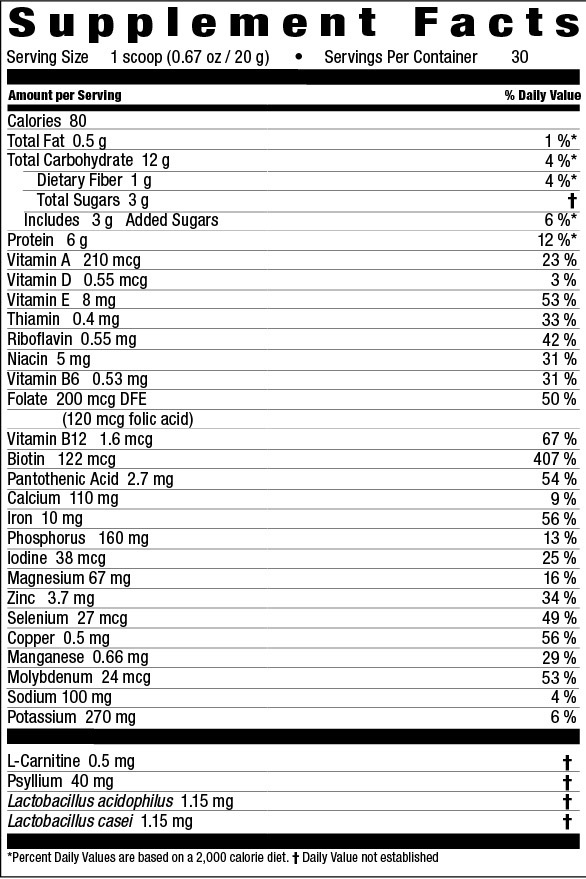 Supplement Facts
Serving Size 1 scoop (0.67 oz / 20 g) • Servings Per Container 30
Amount per Serving % Daily Value
Calories 80
Total Fat 0.5 g 1 %*
Total Carbohydrate 12 g 4 %*
Dietary Fiber 1 g 4 %*
Total Sugars 3 g †
Includes 3 g Added Sugars 6 %*
Protein 6 g 12 %*
Vitamin A 210 mcg 23 %
Vitamin D 0.55 mcg 3 %
Vitamin E 8 mg 53 %
Thiamin 0.4 mg 33 %
Riboflavin 0.55 mg 42 %
Niacin 5 mg 31 %
Vitamin B6 0.53 mg 31 %
Folate 200 mcg DFE 50 %
(120 mcg folic acid)
Vitamin B12 1.6 mcg 67 %
Biotin 122 mcg 407 %
Pantothenic Acid 2.7 mg 54 %
Calcium 110 mg 9 %
Iron 10 mg 56 %
Phosphorus 160 mg 13 %
Iodine 38 mcg 25 %
Magnesium 67 mg 16 %
Zinc 3.7 mg 34 %
Selenium 27 mcg 49 %
Copper 0.5 mg 56 %
Manganese 0.66 mg 29 %
Molybdenum 24 mcg 53 %
Sodium 100 mg 4 %
Potassium 270 mg 6 %
L-Carnitine 0.5 mg †
Psyllium 40 mg †
Lactobacillus acidophilus 1.15 mg †
Lactobacillus casei 1.15 mg †
*Percent Daily Values are based on a 2,000 calorie diet. † Daily Value not established